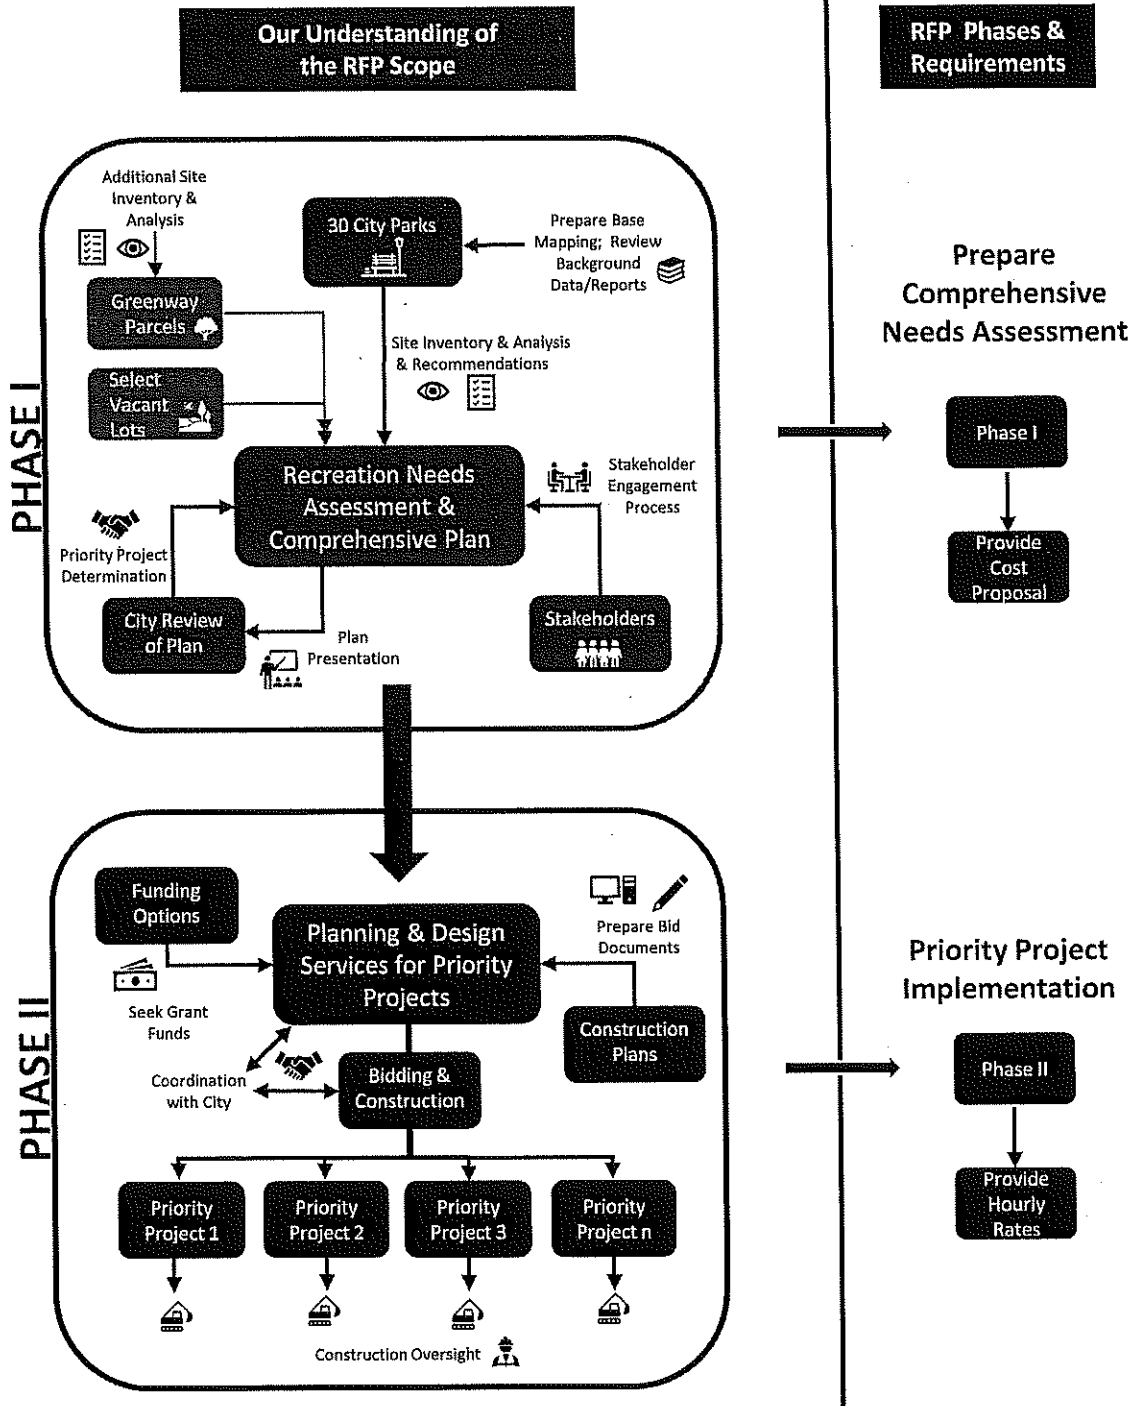 Our Understanding of
the RFP Scope
RFP Phases &
Requirements
PHASE I
Additional Site
Inventory &
Analysis
30 City Parks
Prepare Base
Mapping; Review
Background
Data/Reports
Greenway
Parcels
Site Inventory & Analysis
& Recommendations
Select
Vacant
Lots
Recreation Needs
Assessment &
Comprehensive Plan
Stakeholder
Engagement
Process
Priority Project
Determination
City Review
of Plan
Plan
Presentation
Stakeholders
Prepare
Comprehensive
Needs Assessment
Phase I
Provide
Cost
Proposal
PHASE II
Funding
Options
Seek Grant
Funds
Planning & Design
Services for Priority
Projects
Prepare Bid
Documents
Construction
Plans
Coordination
with City
Bidding &
Construction
Priority
Project 1
Priority
Project 2
Priority
Project 3
Priority
Project n
Construction Oversight
Priority Project
Implementation
Phase II
Provide
Hourly
Rates